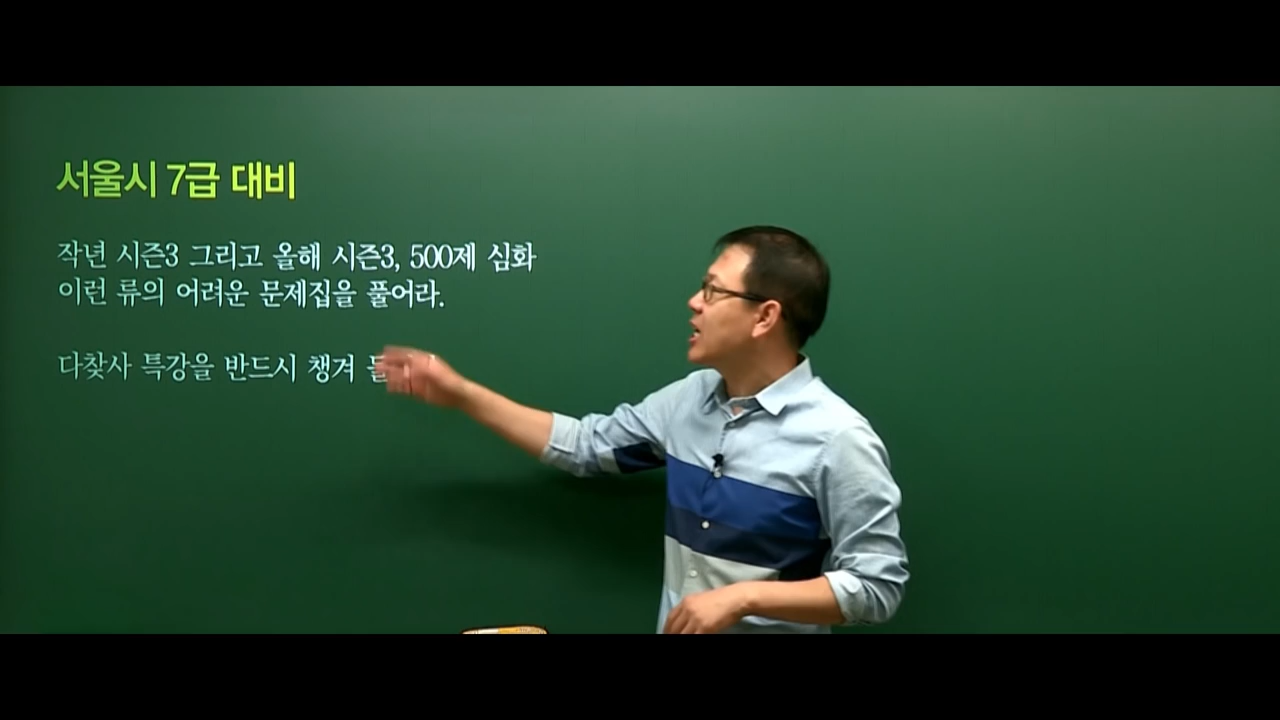 서울시 7급 대비
작년 시즌3 그리고 올해 시즌3, 500제 심화
이런 류의 어려운 문제집을 풀어라.
다찾사 특강을 반드시 챙겨